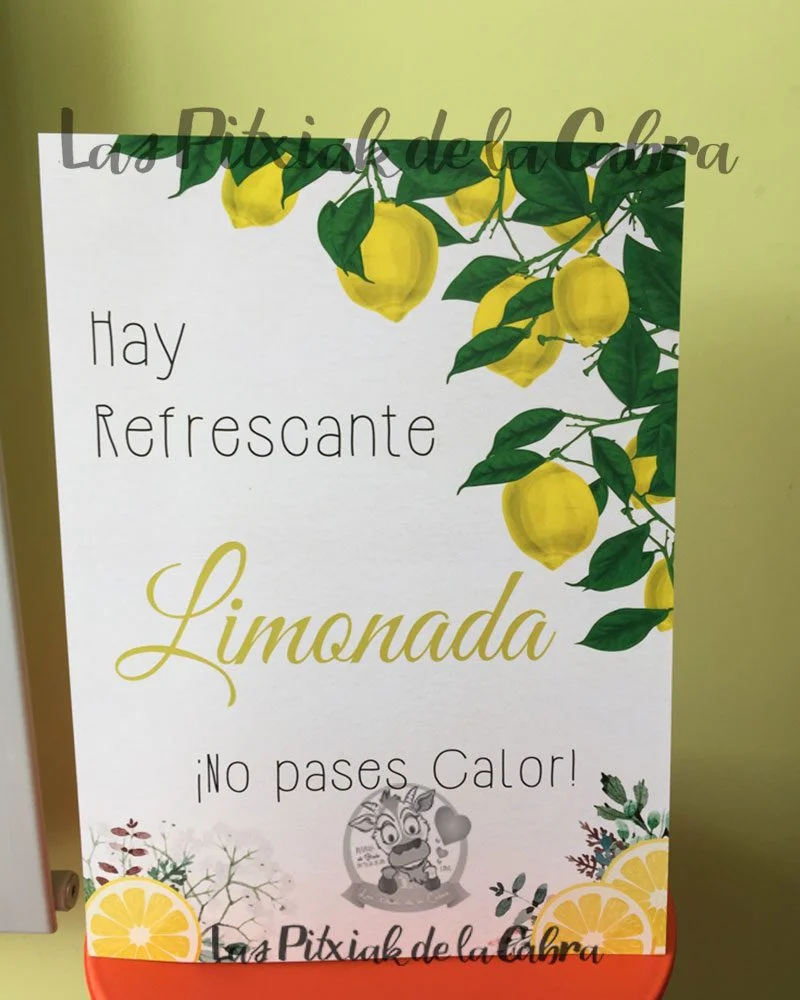 Las Pitxiak de la Cabra
Hay
Refrescante
Limonada
¡No pases Calor!
Las Pitxiak de la Cabra